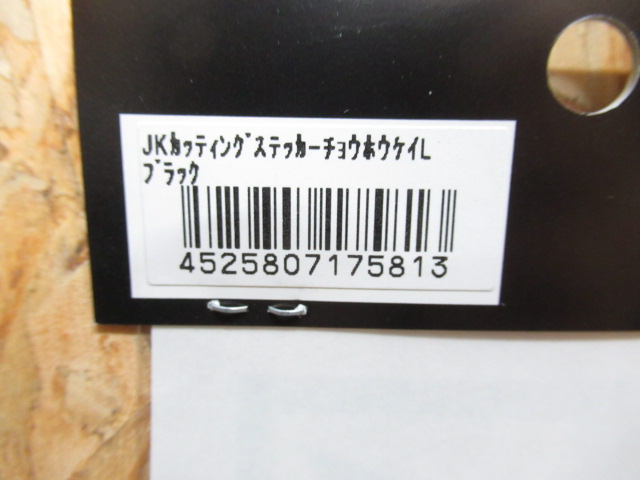 JKｶｯﾃｨﾝｸﾞｽﾃｯｶｰﾁｮｳﾎｳｹｲL
ﾌﾞﾗｯｸ
4525807175813